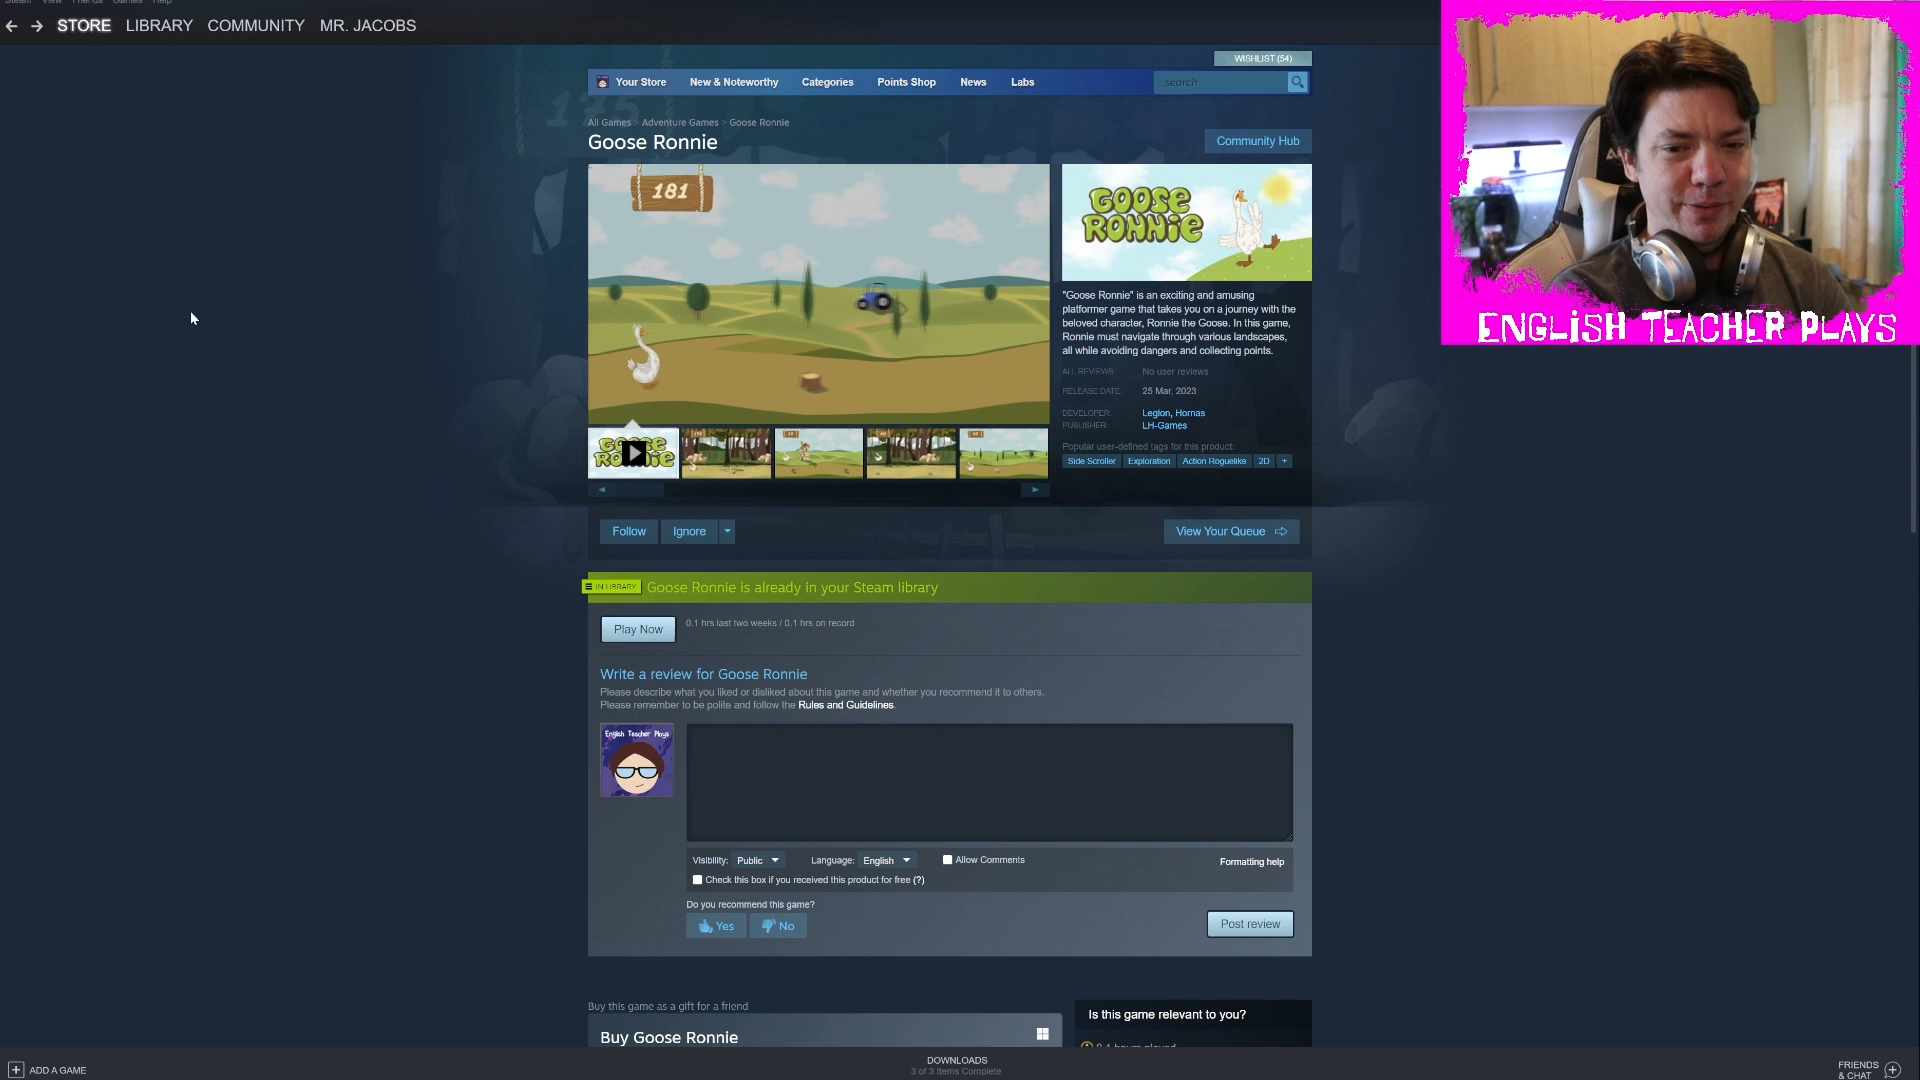 Steam View Friends Games Help
STORE LIBRARY COMMUNITY MR. JACOBS
WISHLIST (54)
Your Store New & Noteworthy Categories Points Shop News Labs
search
All Games > Adventure Games > Goose Ronnie
Goose Ronnie
Community Hub
181
GOOSE
RONNIE
"Goose Ronnie" is an exciting and amusing
platformer game that takes you on a journey with the
beloved character, Ronnie the Goose. In this game,
Ronnie must navigate through various landscapes,
all while avoiding dangers and collecting points.
ALL REVIEWS: No user reviews
RELEASE DATE: 25 Mar, 2023
DEVELOPER: Legion, Hornas
PUBLISHER: LH-Games
Popular user-defined tags for this product:
Side Scroller Exploration Action Roguelike 2D +
GOOSE
RONNIE
Follow Ignore
View Your Queue
IN LIBRARY
Goose Ronnie is already in your Steam library
Play Now
0.1 hrs last two weeks / 0.1 hrs on record
Write a review for Goose Ronnie
Please describe what you liked or disliked about this game and whether you recommend it to others.
Please remember to be polite and follow the Rules and Guidelines.
English Teacher Plays
Visibility: Public Language: English Allow Comments
Formatting help
Check this box if you received this product for free (?)
Do you recommend this game?
Yes No
Post review
Buy this game as a gift for a friend
Buy Goose Ronnie
Is this game relevant to you?
ADD A GAME
DOWNLOADS
3 of 3 Items Complete
FRIENDS
& CHAT
ENGLISH TEACHER PLAYS